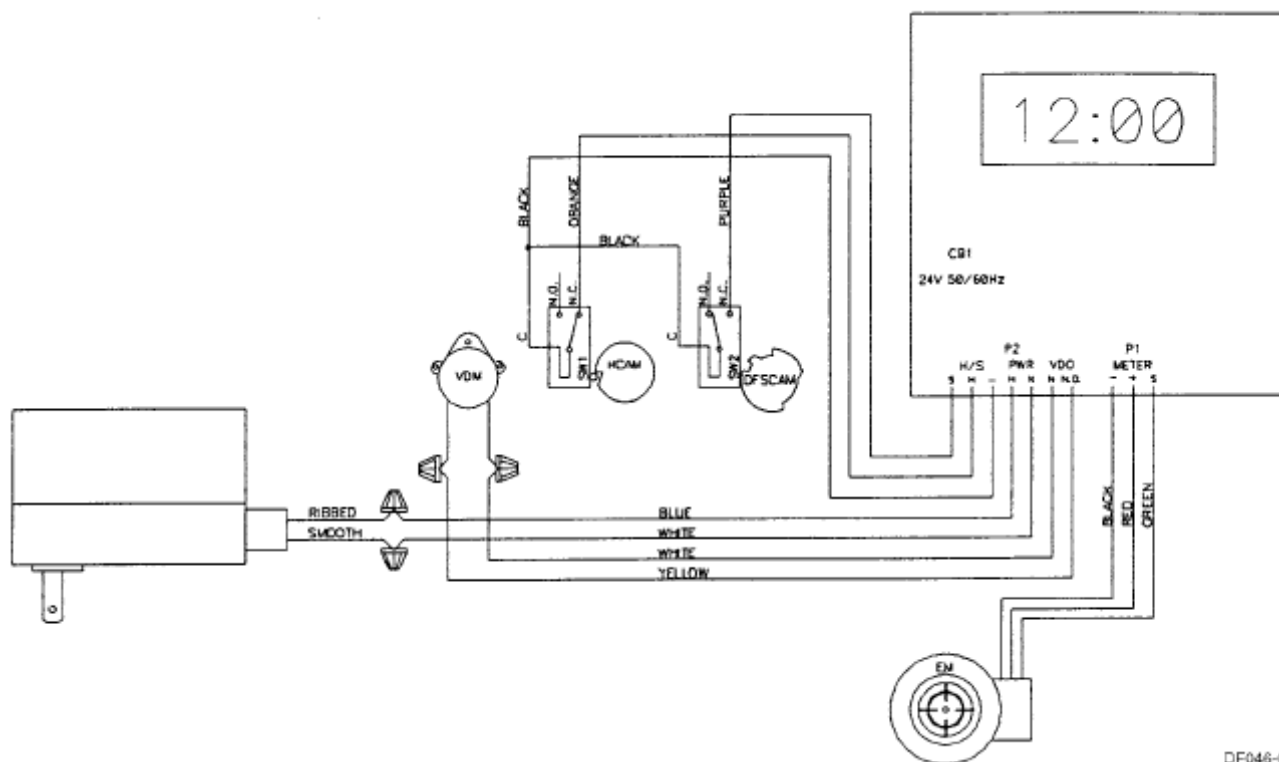 12:00
BLACK
ORANGE
PURPLE
BLACK
CB1
24V 50/60Hz
N.O.
N.C.
N.O.
N.C.
C
C
SW1
HCAM
SW2
DFSCAM
VDM
P2
P1
H/S PWR VDO METER
S H - H N N N.O. - + S
RIBBED
BLUE
SMOOTH
WHITE
WHITE
YELLOW
BLACK
RED
GREEN
EM